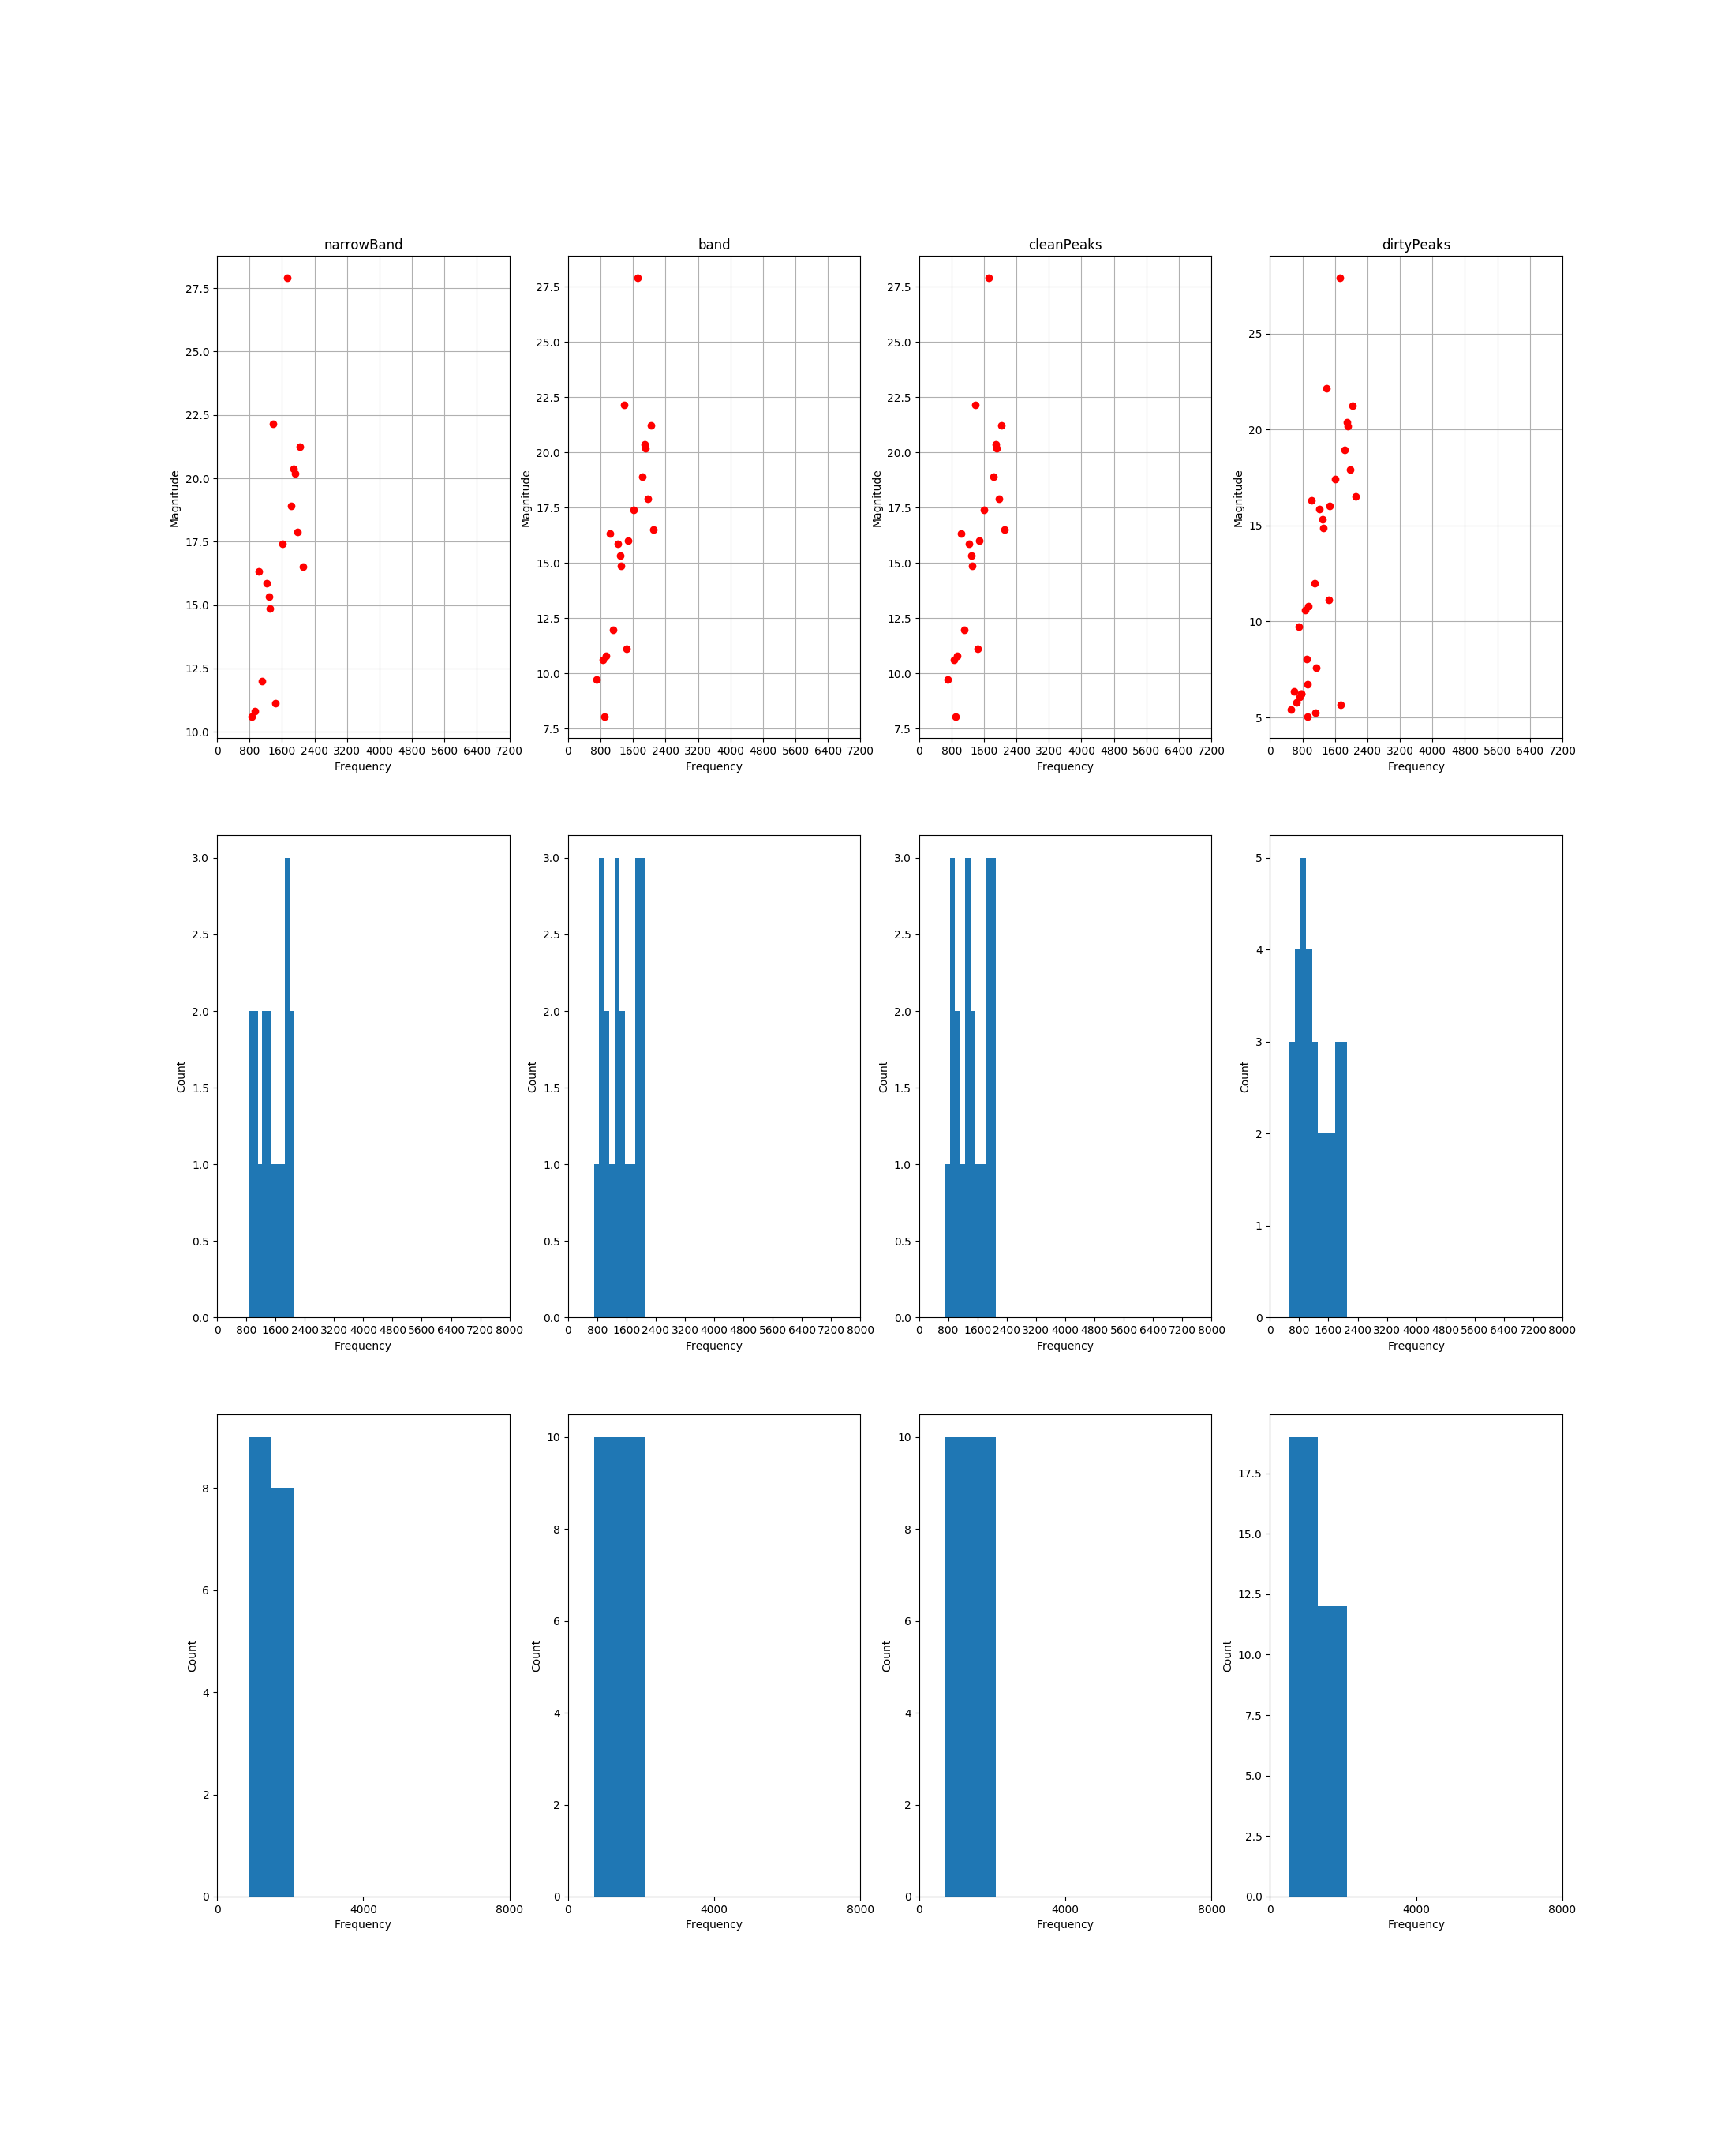 narrowBand band cleanPeaks dirtyPeaks
27.5 27.5 27.5
25.0 25.0 25.0 25
22.5 22.5 22.5
20.0 20.0 20.0 20
Magnitude Magnitude Magnitude Magnitude
17.5 17.5 17.5
15.0 15.0 15.0 15
12.5 12.5 12.5
10.0 10.0 10.0 10
7.5 7.5 5
0 800 1600 2400 3200 4000 4800 5600 6400 7200 0 800 1600 2400 3200 4000 4800 5600 6400 7200 0 800 1600 2400 3200 4000 4800 5600 6400 7200 0 800 1600 2400 3200 4000 4800 5600 6400 7200
Frequency Frequency Frequency Frequency
3.0 3.0 3.0 5
2.5 2.5 2.5 4
2.0 2.0 2.0 3
Count Count Count Count
1.5 1.5 1.5 2
1.0 1.0 1.0
0.5 0.5 0.5 1
0.0 0.0 0.0 0
0 800 1600 2400 3200 4000 4800 5600 6400 7200 8000 0 800 1600 2400 3200 4000 4800 5600 6400 7200 8000 0 800 1600 2400 3200 4000 4800 5600 6400 7200 8000 0 800 1600 2400 3200 4000 4800 5600 6400 7200 8000
Frequency Frequency Frequency Frequency
10 10 17.5
8 8 8 15.0
6 6 6 12.5
Count Count Count Count
10.0
4 4 4 7.5
5.0
2 2 2 2.5
0 0 0 0.0
0 4000 8000 0 4000 8000 0 4000 8000 0 4000 8000
Frequency Frequency Frequency Frequency